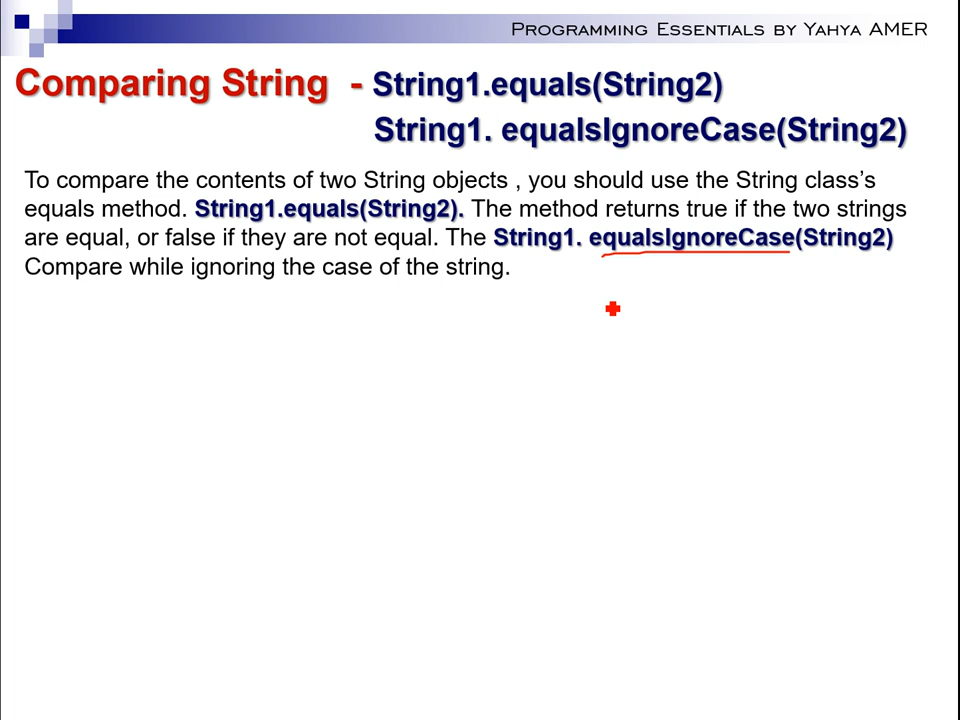 PROGRAMMING ESSENTIALS BY YAHYA AMER
Comparing String - String1.equals(String2)
String1. equalsIgnoreCase(String2)
To compare the contents of two String objects , you should use the String class’s
equals method. String1.equals(String2). The method returns true if the two strings
are equal, or false if they are not equal. The String1. equalsIgnoreCase(String2)
Compare while ignoring the case of the string.